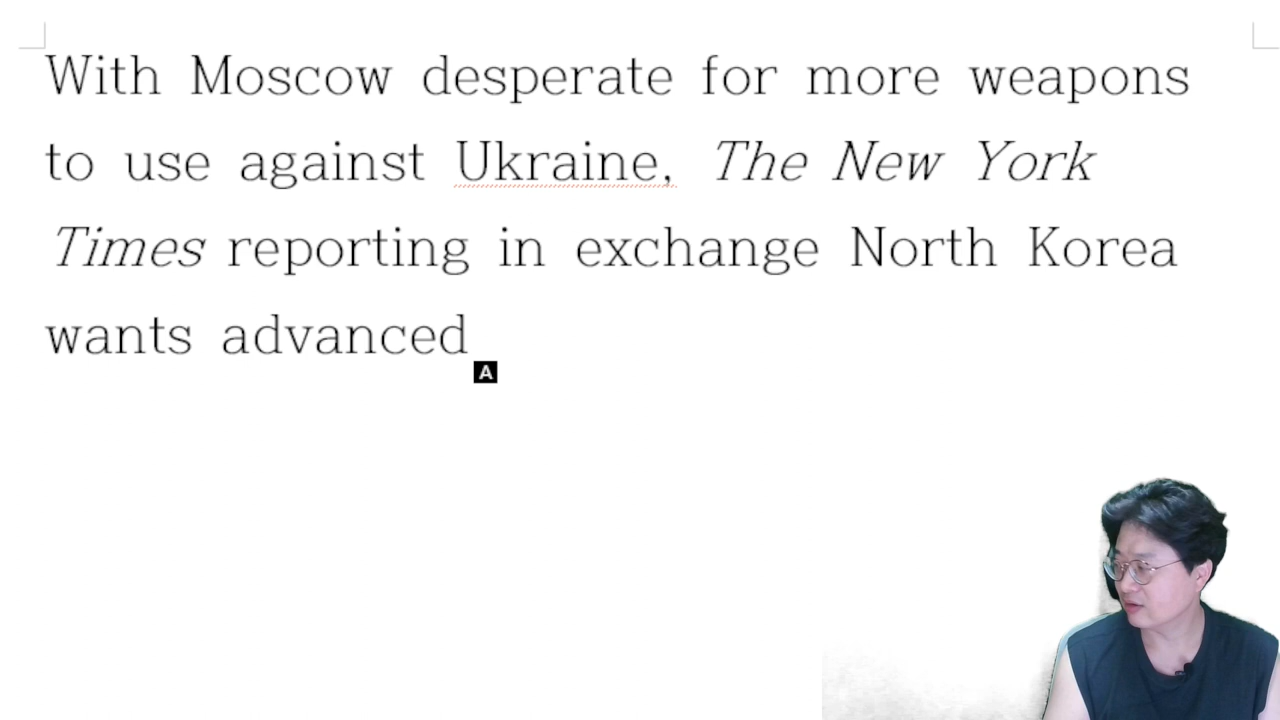 With Moscow desperate for more weapons
to use against Ukraine, The New York
Times reporting in exchange North Korea
wants advanced
A